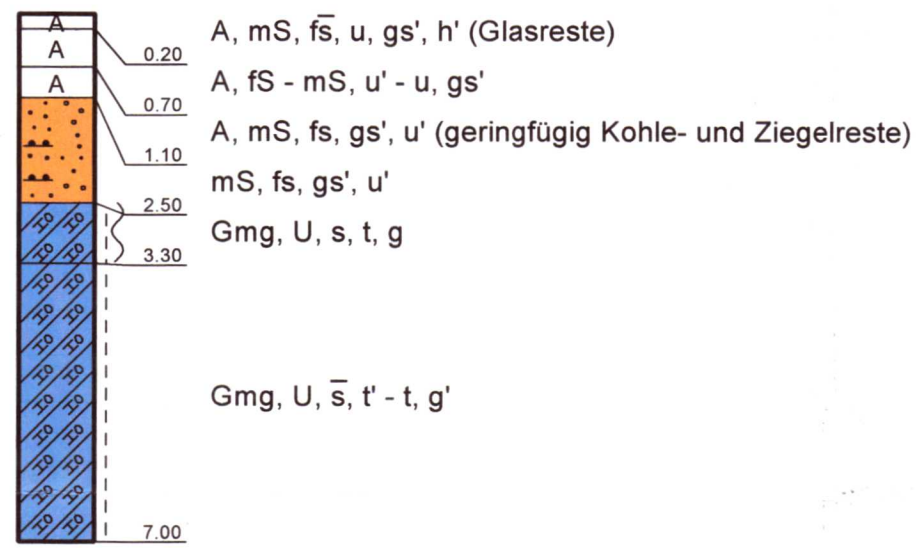 A
A, mS, fs̅, u, gs', h' (Glasreste)
0.20
A
A, fS - mS, u' - u, gs'
0.70
A
A, mS, fs, gs', u' (geringfügig Kohle- und Ziegelreste)
1.10
mS, fs, gs', u'
2.50
Gmg, U, s, t, g
3.30
Gmg, U, s̅, t' - t, g'
7.00